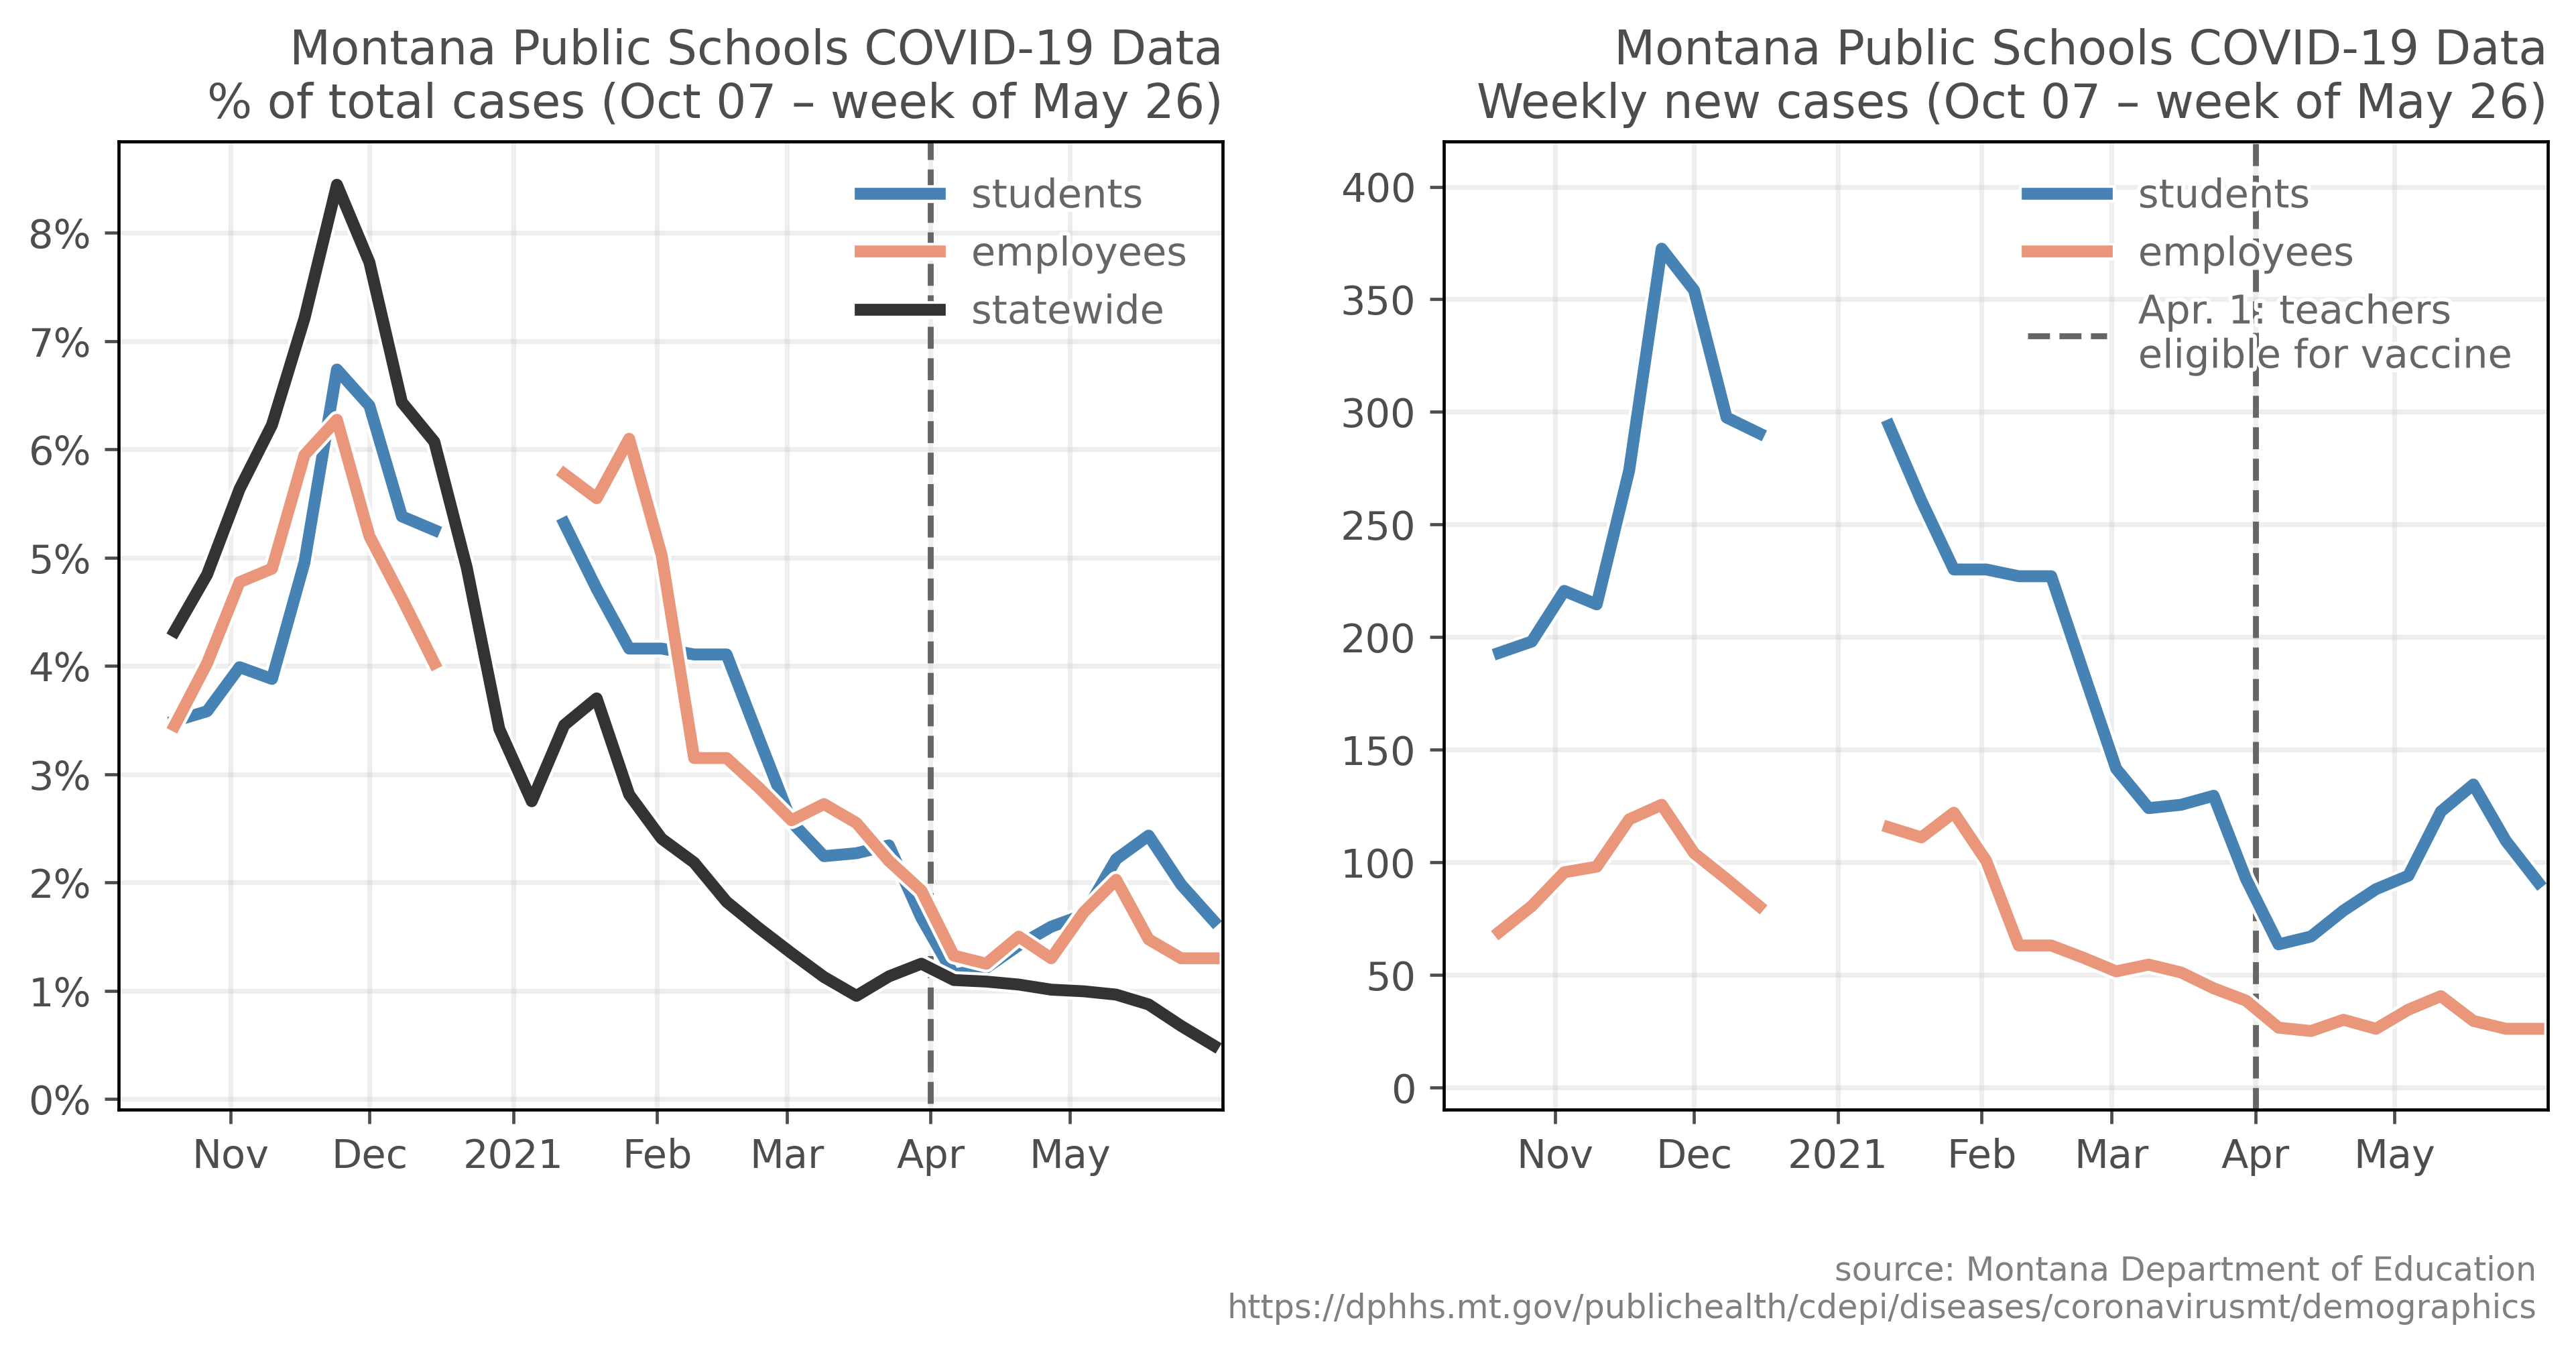 Montana Public Schools COVID-19 Data
% of total cases (Oct 07 – week of May 26)
students
employees
statewide
8%
7%
6%
5%
4%
3%
2%
1%
0%
Nov Dec 2021 Feb Mar Apr May
Montana Public Schools COVID-19 Data
Weekly new cases (Oct 07 – week of May 26)
students
employees
Apr. 1: teachers
eligible for vaccine
400
350
300
250
200
150
100
50
0
Nov Dec 2021 Feb Mar Apr May
source: Montana Department of Education
https://dphhs.mt.gov/publichealth/cdepi/diseases/coronavirusmt/demographics